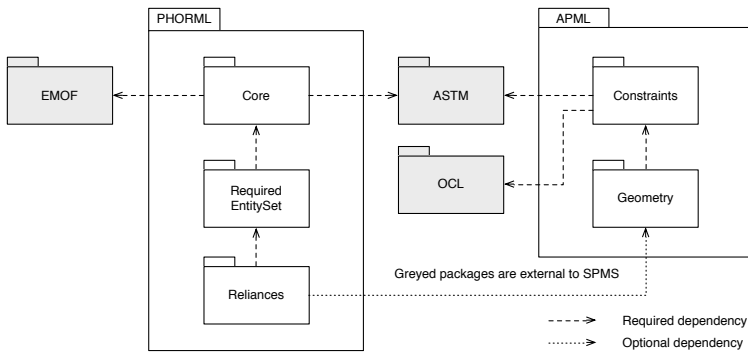 PHORML
APML
EMOF
Core
ASTM
Constraints
OCL
Required
EntitySet
Geometry
Reliances
Greyed packages are external to SPMS
Required dependency
Optional dependency